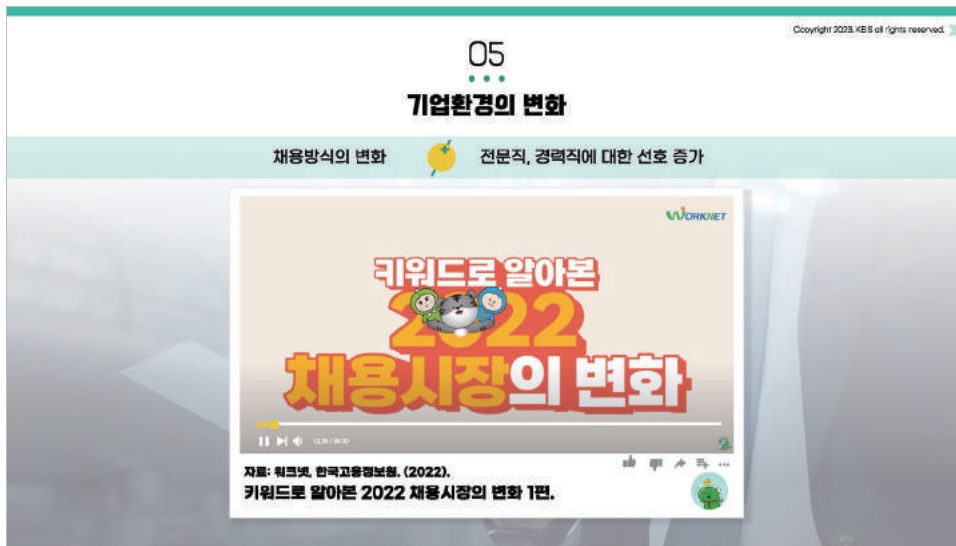 Copyright 2023.KES all rights reserved.
05
기업환경의 변화
채용방식의 변화
전문직, 경력직에 대한 선호 증가
WORKNET
키워드로 알아본
2022
채용시장의 변화
자료: 워크넷, 한국고용정보원. (2022).
키워드로 알아본 2022 채용시장의 변화 1편.